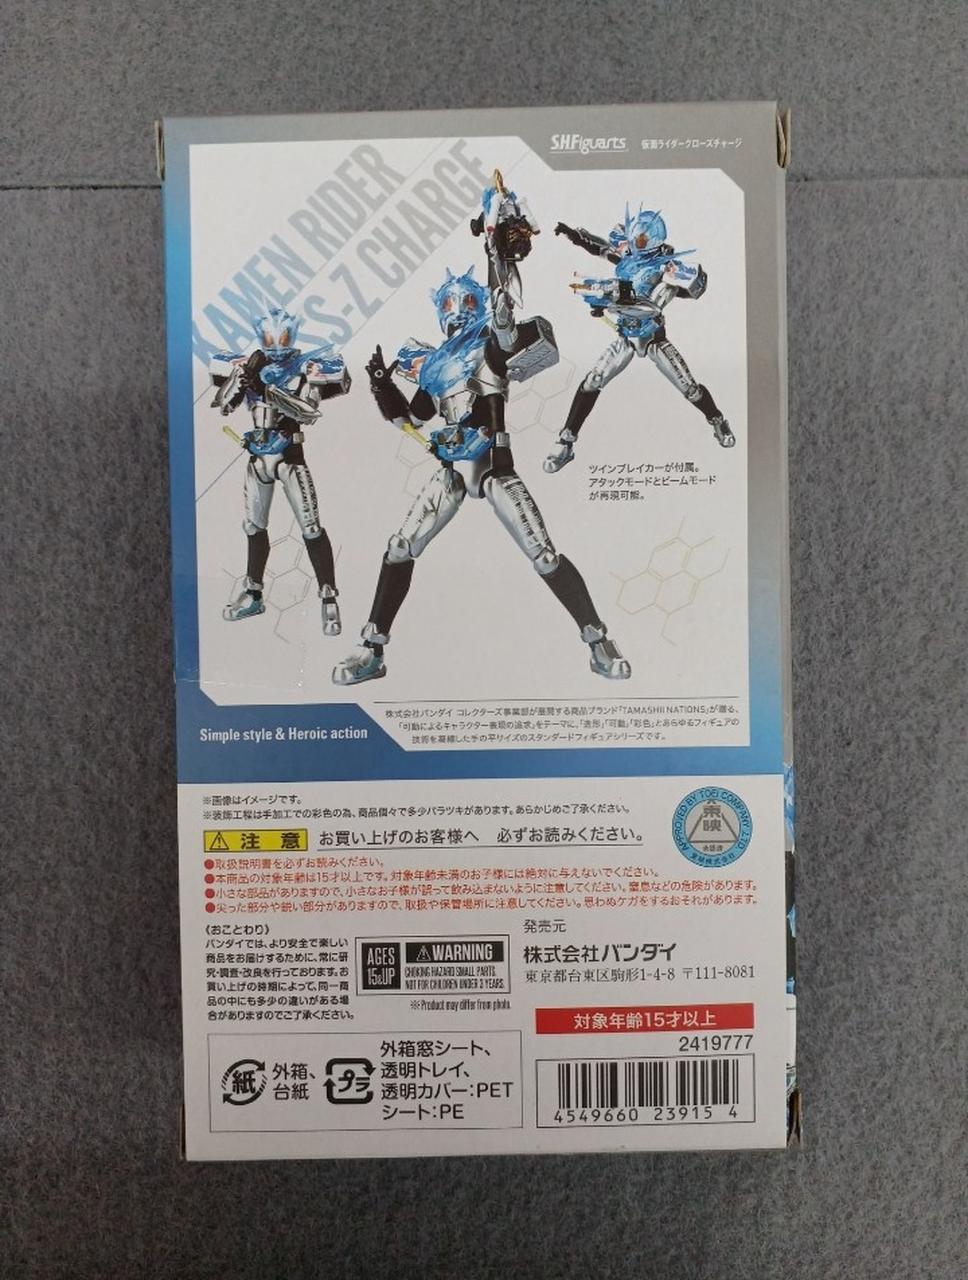 S.H.Figuarts 仮面ライダークローズチャージ
KAMEN RIDER
SS-Z CHARGE
ツインブレイカーが付属。
アタックモードとビームモード
が再現可能。
株式会社バンダイ コレクターズ事業部が展開する商品ブランド「TAMASHII NATIONS」が贈る、
「可動によるキャラクター表現の追求」をテーマに、「造形」「可動」「彩色」とあらゆるフィギュアの
技術を凝縮した手の平サイズのスタンダードフィギュアシリーズです。
Simple style & Heroic action
※画像はイメージです。
※装飾工程は手加工での彩色の為、商品個々で多少バラツキがあります。あらかじめご了承ください。
APPROVED BY TOEI COMPANY, LTD.
東映
東映株式会社
注意 お買い上げのお客様へ 必ずお読みください。
●取扱説明書を必ずお読みください。
●本商品の対象年齢は15才以上です。対象年齢未満のお子様には絶対に与えないでください。
●小さな部品がありますので、小さなお子様が誤って飲み込まないように注意してください。窒息などの危険があります。
●尖った部分や鋭い部分がありますので、取扱や保管場所に注意してください。思わぬケガをするおそれがあります。
《おことわり》
バンダイでは、より安全で楽しい
商品をお届けするために、常に研
究・調査・改良を行っております。お
買い上げの時期によって、同一商
品の中にも多少の違いがある場
合がありますのでご了承ください。
AGES
15&UP
WARNING
CHOKING HAZARD SMALL PARTS.
NOT FOR CHILDREN UNDER 3 YEARS.
※Product may differ from photo.
発売元
株式会社バンダイ
東京都台東区駒形1-4-8 〒111-8081
対象年齢15才以上
2419777
紙
外箱、
台紙
プラ
外箱窓シート、
透明トレイ、
透明カバー:PET
シート:PE
4549660 23915 4